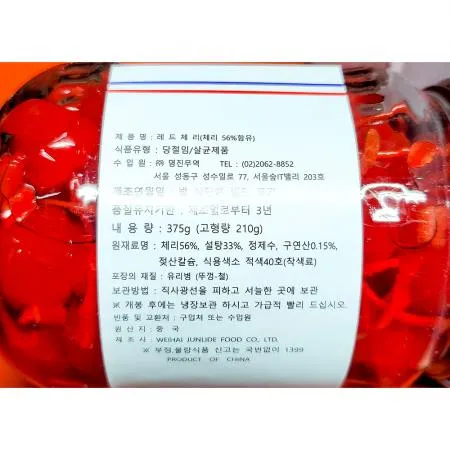 제 품 명 : 레 드 체 리(체리 56%함유)
식품유형 : 당절임/살균제품
수 입 원 : ㈜ 명진무역 TEL : (02)2062-8852
서울 성동구 성수일로 77, 서울숲IT밸리 203호
제조연월일 :
품질유지기한 : 제조일로부터 3년
내 용 량 : 375g (고형량 210g)
원재료명 : 체리56%, 설탕33%, 정제수, 구연산0.15%,
젖산칼슘, 식용색소 적색40호(착색료)
포장의 재질 : 유리병 (뚜껑-철)
보관방법 : 직사광선을 피하고 서늘한 곳에 보관
※ 개봉 후에는 냉장보관 하시고 가급적 빨리 드십시오.
반품 및 교환처 : 구입처 또는 수입원
원 산 지 : 중 국
제 조 사 : WEIHAI JUNLIDE FOOD CO, LTD.
※ 부정,불량식품 신고는 국번없이 1399
PRODUCT OF CHINA